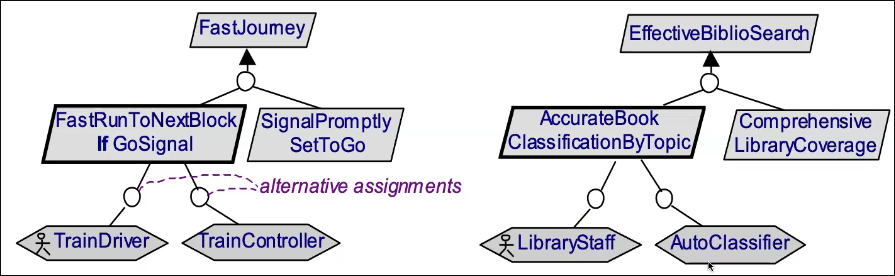 FastJourney
FastRunToNextBlock
If GoSignal
SignalPromptly
SetToGo
alternative assignments
TrainDriver
TrainController
EffectiveBiblioSearch
AccurateBook
ClassificationByTopic
Comprehensive
LibraryCoverage
LibraryStaff
AutoClassifier